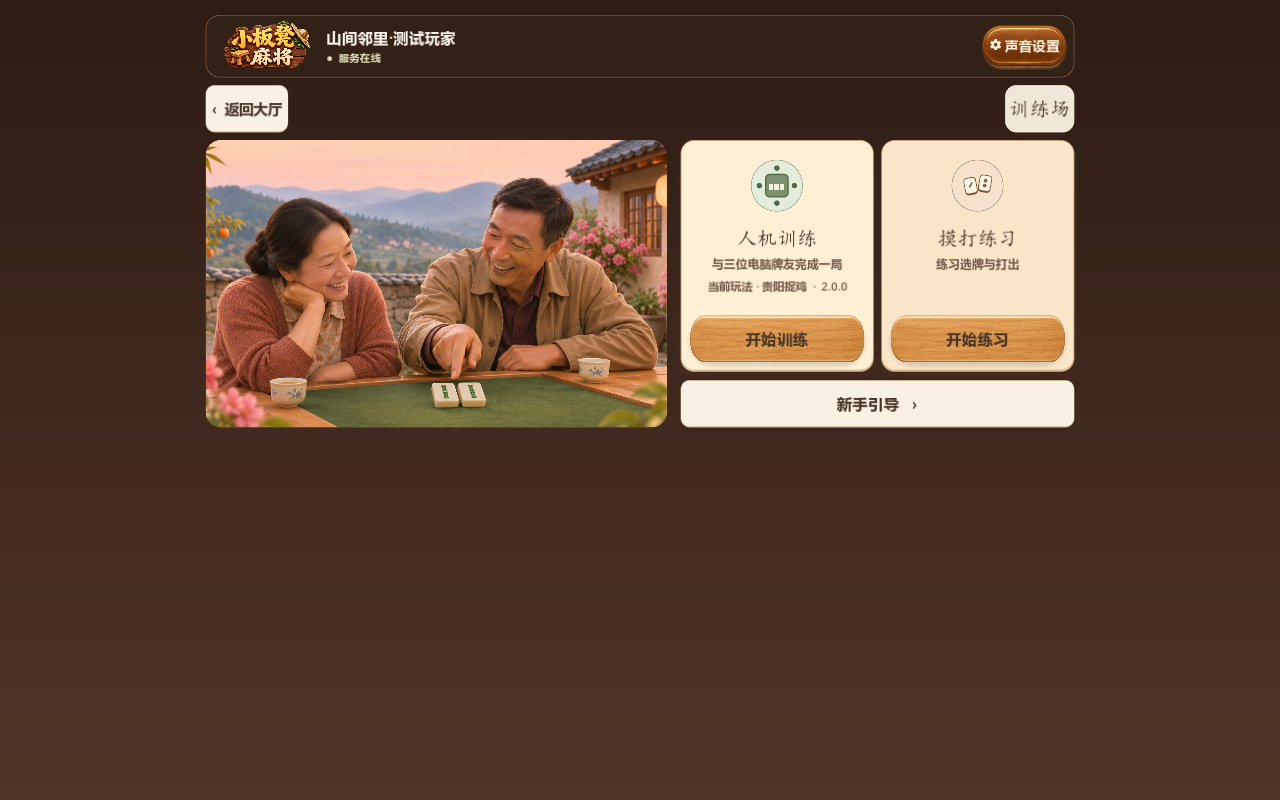 小板凳
麻将
山间邻里·测试玩家
服务在线
声音设置
‹ 返回大厅
训练场
人机训练
与三位电脑牌友完成一局
当前玩法 · 贵阳捉鸡 · 2.0.0
开始训练
摸打练习
练习选牌与打出
开始练习
新手引导 ›